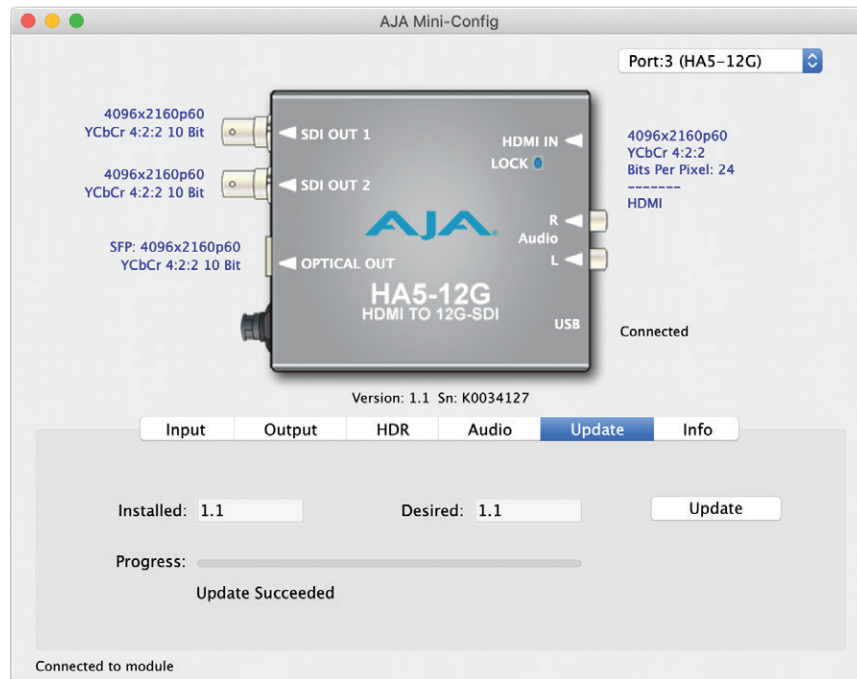 AJA Mini-Config
Port:3 (HA5-12G)
4096x2160p60
YCbCr 4:2:2 10 Bit
4096x2160p60
YCbCr 4:2:2 10 Bit
SFP: 4096x2160p60
YCbCr 4:2:2 10 Bit
SDI OUT 1
SDI OUT 2
OPTICAL OUT
HDMI IN
LOCK
AJA
R
Audio
L
HA5-12G
HDMI TO 12G-SDI
USB
4096x2160p60
YCbCr 4:2:2
Bits Per Pixel: 24
-------
HDMI
Connected
Version: 1.1 Sn: K0034127
Input Output HDR Audio Update Info
Installed: 1.1 Desired: 1.1 Update
Progress:
Update Succeeded
Connected to module